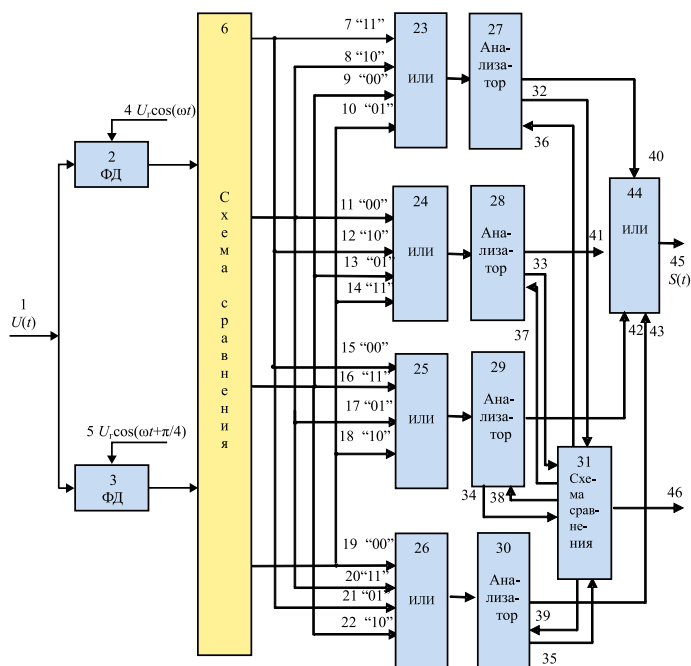 1
U(t)
4 Uгcos(ωt)
2
ФД
5 Uгcos(ωt+π/4)
3
ФД
6
Схема сравнения
7 “11”
8 “10”
9 “00”
10 “01”
11 “00”
12 “10”
13 “01”
14 “11”
15 “00”
16 “11”
17 “01”
18 “10”
19 “00”
20“11”
21 “01”
22 “10”
23
ИЛИ
24
ИЛИ
25
ИЛИ
26
ИЛИ
27
Ана-
лиза-
тор
28
Ана-
лиза-
тор
29
Ана-
лиза-
тор
30
Ана-
лиза-
тор
32
36
33
37
34
38
39
35
31
Схе-
ма
срав-
не-
ния
40
41
42
43
44
ИЛИ
45
S(t)
46